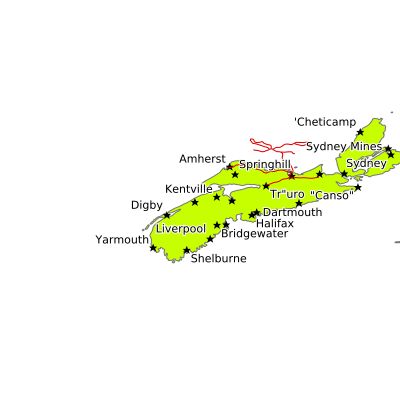 'Cheticamp
Sydney Mines
Amherst
Springhill
Sydney
Kentville
Tr"uro
"Canso"
Digby
Dartmouth
Halifax
Liverpool
Bridgewater
Yarmouth
Shelburne